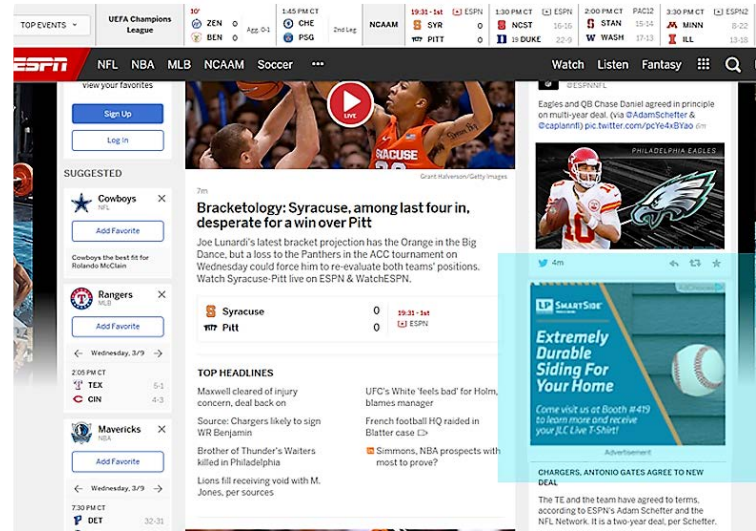 TOP EVENTS
UEFA Champions
League
10'
ZEN 0
BEN 0
Agg. 0-1
1:45 PM CT
CHE
PSG
2nd Leg
NCAAM
19:31 - 1st ESPN
SYR 0
PITT 0
1:30 PM CT ESPN
NCST 16-16
19 DUKE 22-9
2:00 PM CT PAC12
STAN 15-14
WASH 17-13
3:30 PM CT ESPN2
MINN 8-22
ILL 13-18
ESPN
NFL NBA MLB NCAAM Soccer •••
Watch Listen Fantasy
view your favorites
Sign Up
Log In
SUGGESTED
Cowboys
NFL
Add Favorite
Cowboys the best fit for
Rolando McClain
Rangers
MLB
Add Favorite
Wednesday, 3/9
2:05 PM CT
TEX 5-1
CIN 4-3
Mavericks
NBA
Add Favorite
Wednesday, 3/9
7:30 PM CT
DET 32-31
LIVE
SYRACUSE
Grant Halverson/Getty Images
7m
Bracketology: Syracuse, among last four in,
desperate for a win over Pitt
Joe Lunardi's latest bracket projection has the Orange in the Big
Dance, but a loss to the Panthers in the ACC tournament on
Wednesday could force him to re-evaluate both teams' positions.
Watch Syracuse-Pitt live on ESPN & WatchESPN.
Syracuse 0
Pitt 0
19:31 - 1st
ESPN
TOP HEADLINES
Maxwell cleared of injury
concern, deal back on
Source: Chargers likely to sign
WR Benjamin
Brother of Thunder's Waiters
killed in Philadelphia
Lions fill receiving void with M.
Jones, per sources
UFC's White 'feels bad' for Holm,
blames manager
French football HQ raided in
Blatter case
Simmons, NBA prospects with
most to prove?
@ESPNNFL
Eagles and QB Chase Daniel agreed in principle
on multi-year deal. (via @AdamSchefter &
@caplannfl) pic.twitter.com/pcYe4xBYao 6m
PHILADELPHIA EAGLES
10
4m
AdChoices
LP SMARTSIDE
Extremely
Durable
Siding For
Your Home
Come visit us at Booth #419
to learn more and receive
your JLC Live T-Shirt!
Advertisement
CHARGERS, ANTONIO GATES AGREE TO NEW
DEAL
The TE and the team have agreed to terms,
according to ESPN's Adam Schefter and the
NFL Network. It is a two-year deal, per Schefter.